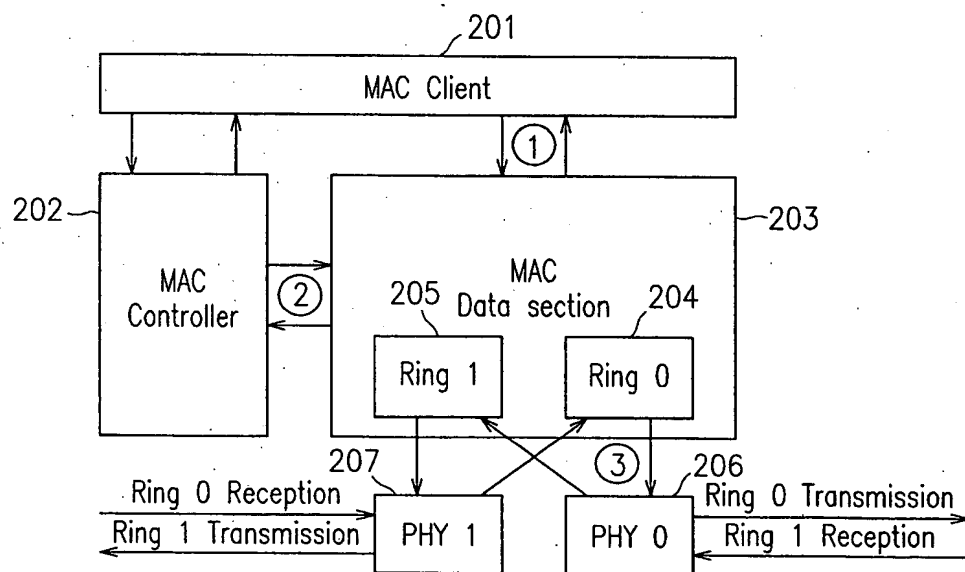 201
MAC Client
1
202
203
MAC
Controller
2
MAC
Data section
205
204
Ring 1
Ring 0
3
207
206
Ring 0 Reception
Ring 1 Transmission
PHY 1
PHY 0
Ring 0 Transmission
Ring 1 Reception